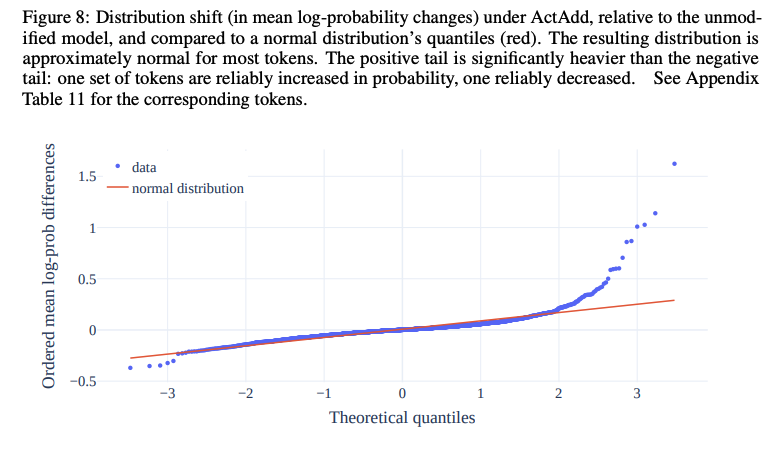 Figure 8: Distribution shift (in mean log-probability changes) under ActAdd, relative to the unmod-
ified model, and compared to a normal distribution's quantiles (red). The resulting distribution is
approximately normal for most tokens. The positive tail is significantly heavier than the negative
tail: one set of tokens are reliably increased in probability, one reliably decreased. See Appendix
Table 11 for the corresponding tokens.
Ordered mean log-prob differences
data
normal distribution
1.5
1
0.5
0
−0.5
−3
−2
−1
0
1
2
3
Theoretical quantiles